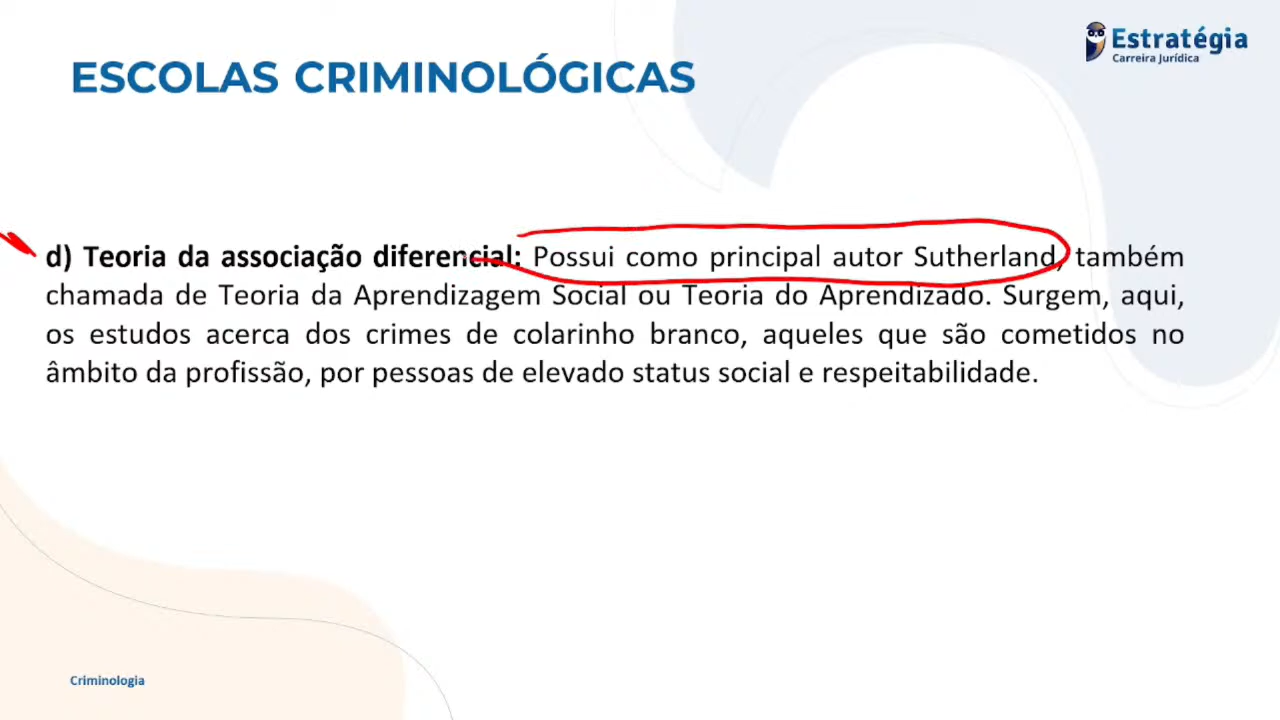 Estratégia
Carreira Jurídica
ESCOLAS CRIMINOLÓGICAS
d) Teoria da associação diferencial: Possui como principal autor Sutherland, também
chamada de Teoria da Aprendizagem Social ou Teoria do Aprendizado. Surgem, aqui,
os estudos acerca dos crimes de colarinho branco, aqueles que são cometidos no
âmbito da profissão, por pessoas de elevado status social e respeitabilidade.
Criminologia